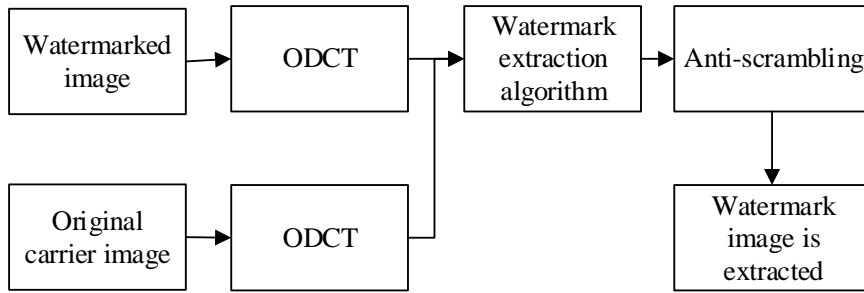 Watermarked
image
ODCT
Watermark
extraction
algorithm
Anti-scrambling
Original
carrier image
ODCT
Watermark
image is
extracted